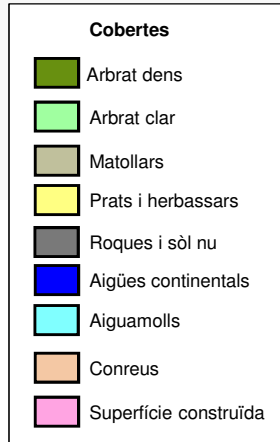 Cobertes
Arbrat dens
Arbrat clar
Matollars
Prats i herbassars
Roques i sòl nu
Aigües continentals
Aiguamolls
Conreus
Superfície construïda